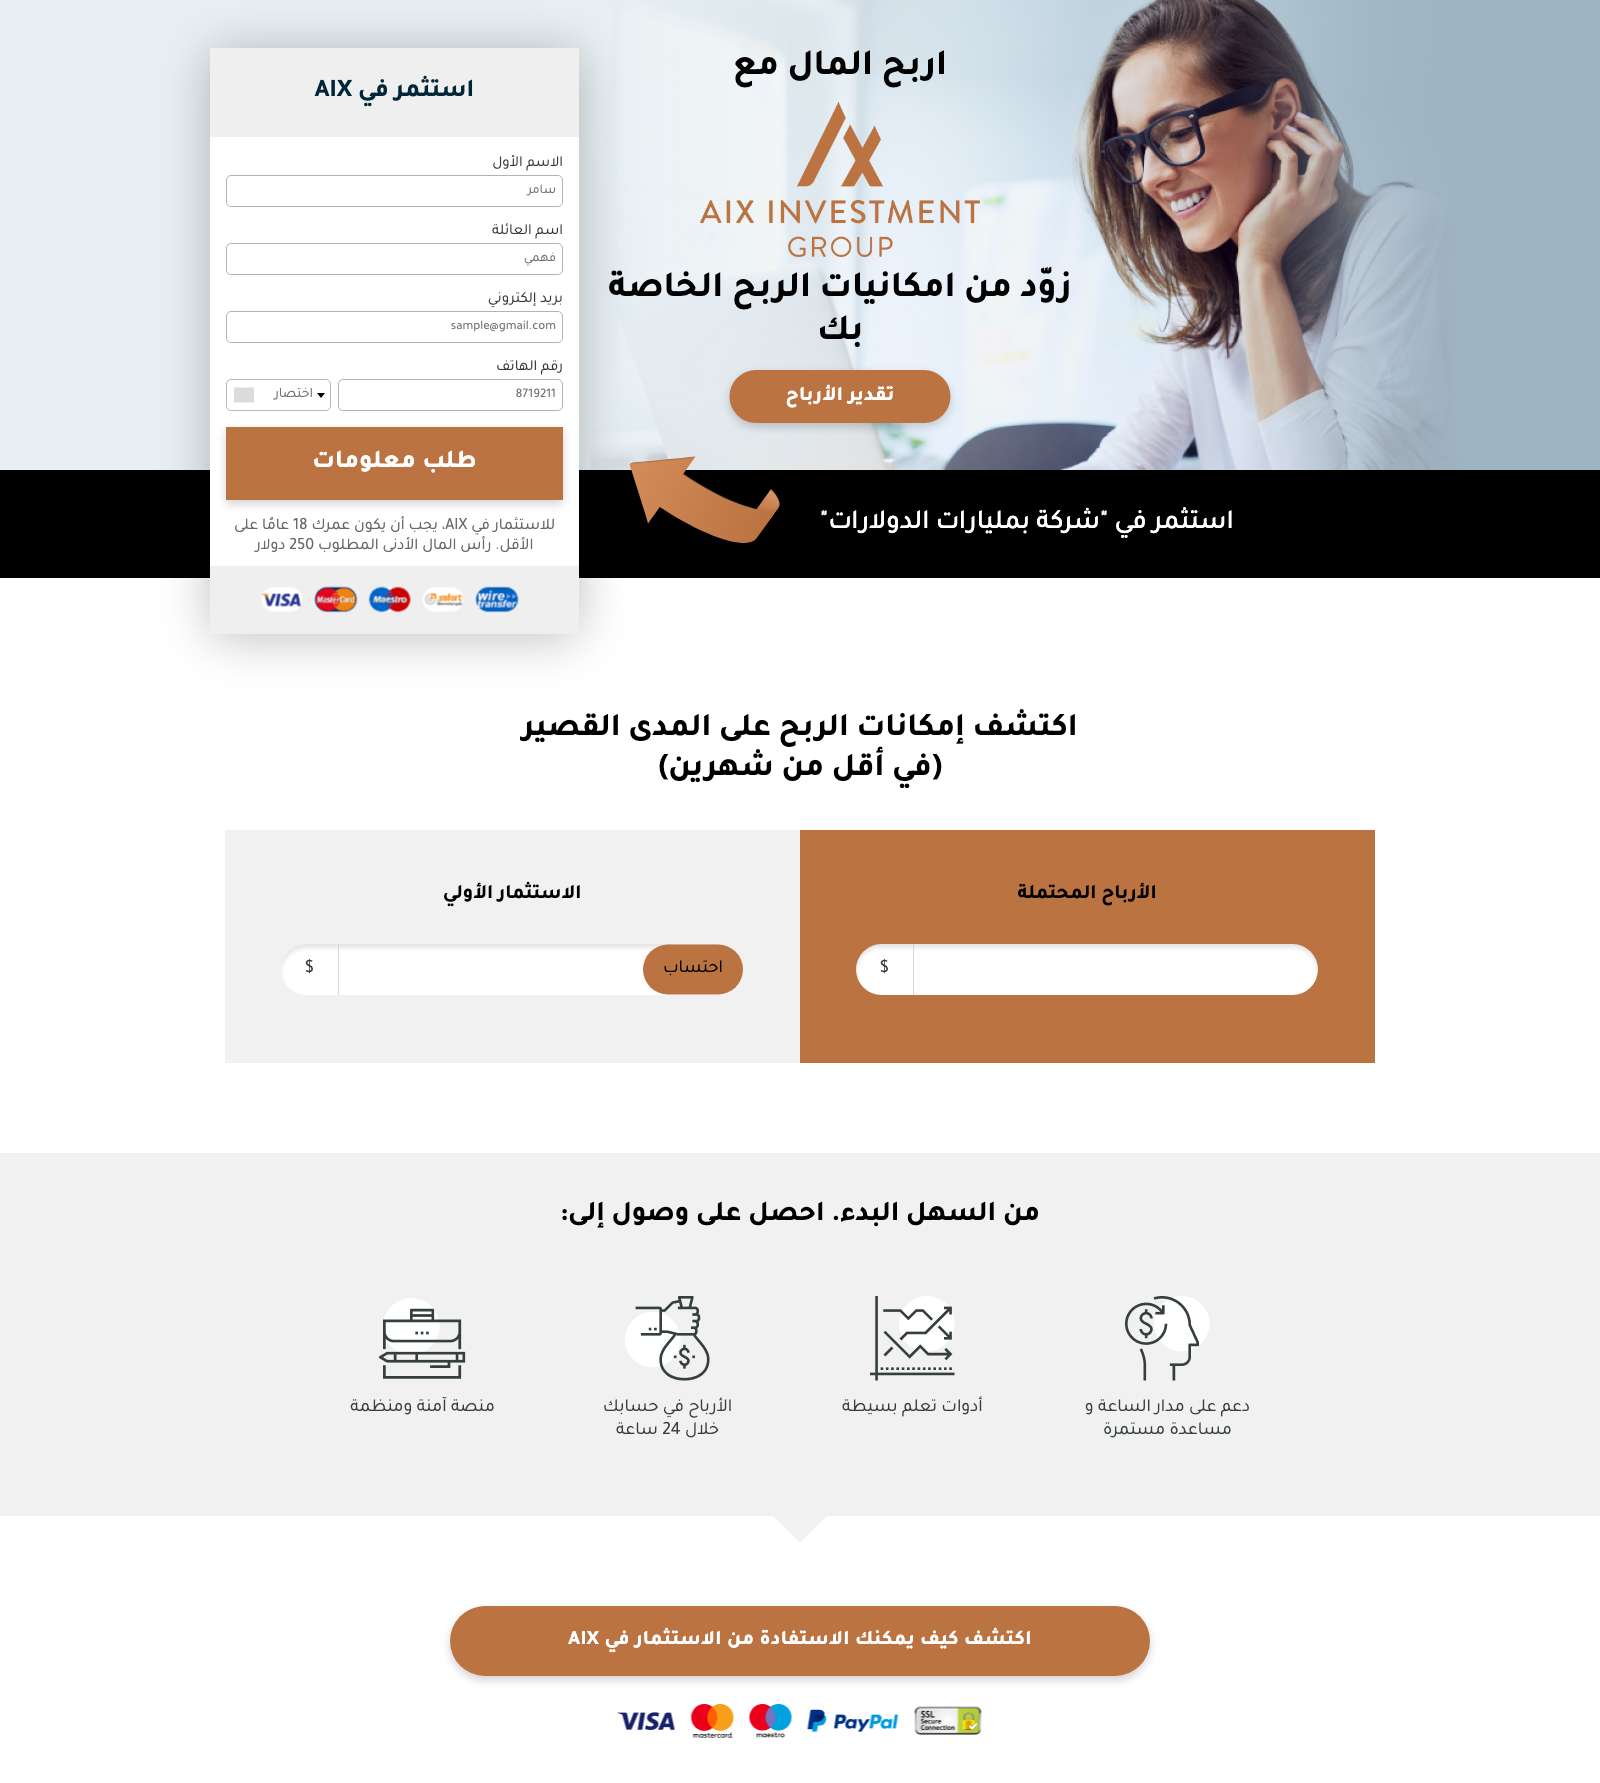 اربح المال مع
AIX INVESTMENT
GROUP
زوّد من امكانيات الربح الخاصة
بك
تقدير الأرباح
استثمر في AIX
الاسم الأول
سامر
اسم العائلة
فهمي
بريد إلكتروني
sample@gmail.com
رقم الهاتف
8719211
اختصار
طلب معلومات
للاستثمار في AIX، يجب أن يكون عمرك 18 عامًا على
الأقل. رأس المال الأدنى المطلوب 250 دولار
VISA MasterCard Maestro sofort wire transfer
استثمر في "شركة بمليارات الدولارات"
اكتشف إمكانات الربح على المدى القصير
(في أقل من شهرين)
الأرباح المحتملة
$
الاستثمار الأولي
احتساب
$
من السهل البدء. احصل على وصول إلى:
دعم على مدار الساعة و
مساعدة مستمرة
أدوات تعلم بسيطة
الأرباح في حسابك
خلال 24 ساعة
منصة آمنة ومنظمة
اكتشف كيف يمكنك الاستفادة من الاستثمار في AIX
VISA mastercard maestro PayPal SSL Secure Connection